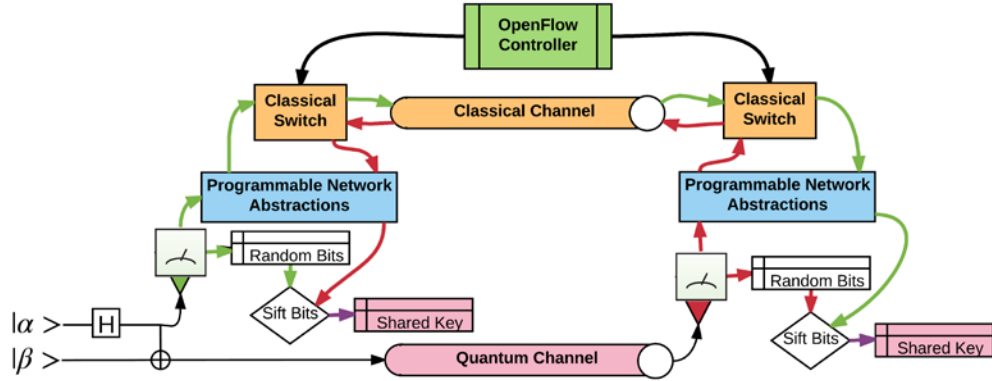 OpenFlow
Controller
Classical
Switch
Classical Channel
Classical
Switch
Programmable Network
Abstractions
Programmable Network
Abstractions
Random Bits
Random Bits
Sift Bits
Shared Key
Sift Bits
Shared Key
|α >
H
|β >
Quantum Channel